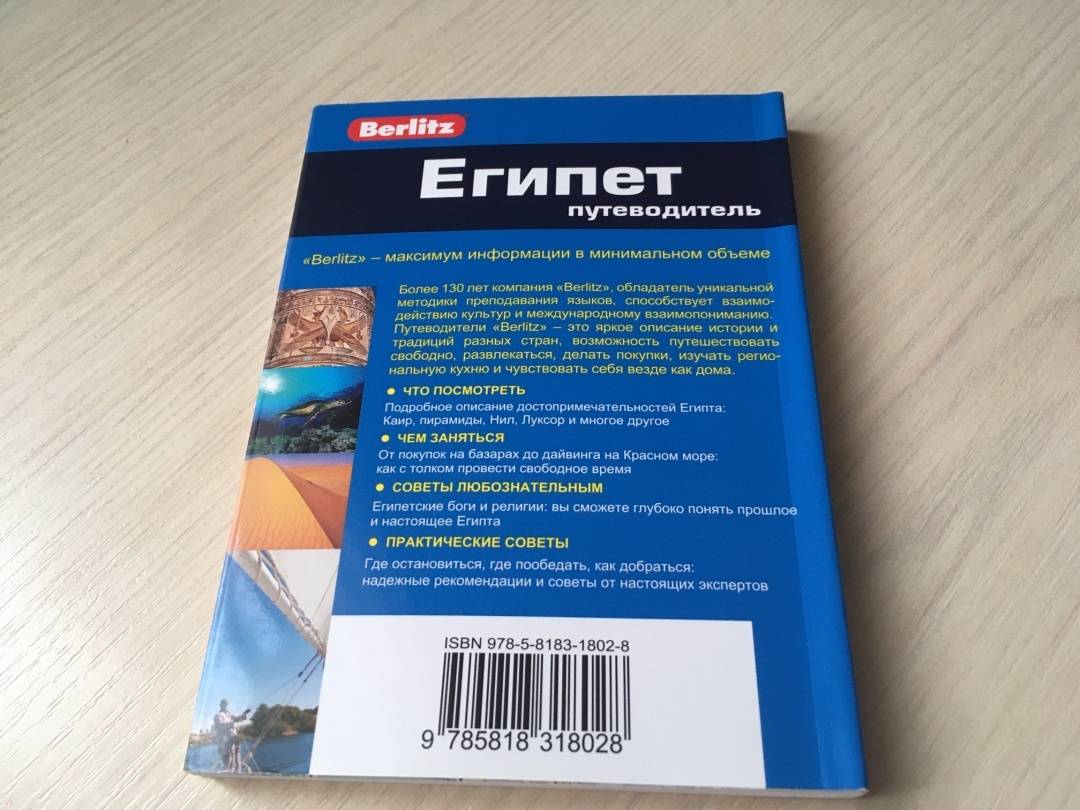 Berlitz
Египет
путеводитель
«Berlitz» – максимум информации в минимальном объеме
Более 130 лет компания «Berlitz», обладатель уникальной
методики преподавания языков, способствует взаимо-
действию культур и международному взаимопониманию.
Путеводители «Berlitz» – это яркое описание истории и
традиций разных стран, возможность путешествовать
свободно, развлекаться, делать покупки, изучать регио-
нальную кухню и чувствовать себя везде как дома.
• ЧТО ПОСМОТРЕТЬ
Подробное описание достопримечательностей Египта:
Каир, пирамиды, Нил, Луксор и многое другое
• ЧЕМ ЗАНЯТЬСЯ
От покупок на базарах до дайвинга на Красном море:
как с толком провести свободное время
• СОВЕТЫ ЛЮБОЗНАТЕЛЬНЫМ
Египетские боги и религии: вы сможете глубоко понять прошлое
и настоящее Египта
• ПРАКТИЧЕСКИЕ СОВЕТЫ
Где остановиться, где пообедать, как добраться:
надежные рекомендации и советы от настоящих экспертов
ISBN 978-5-8183-1802-8
9 785818 318028